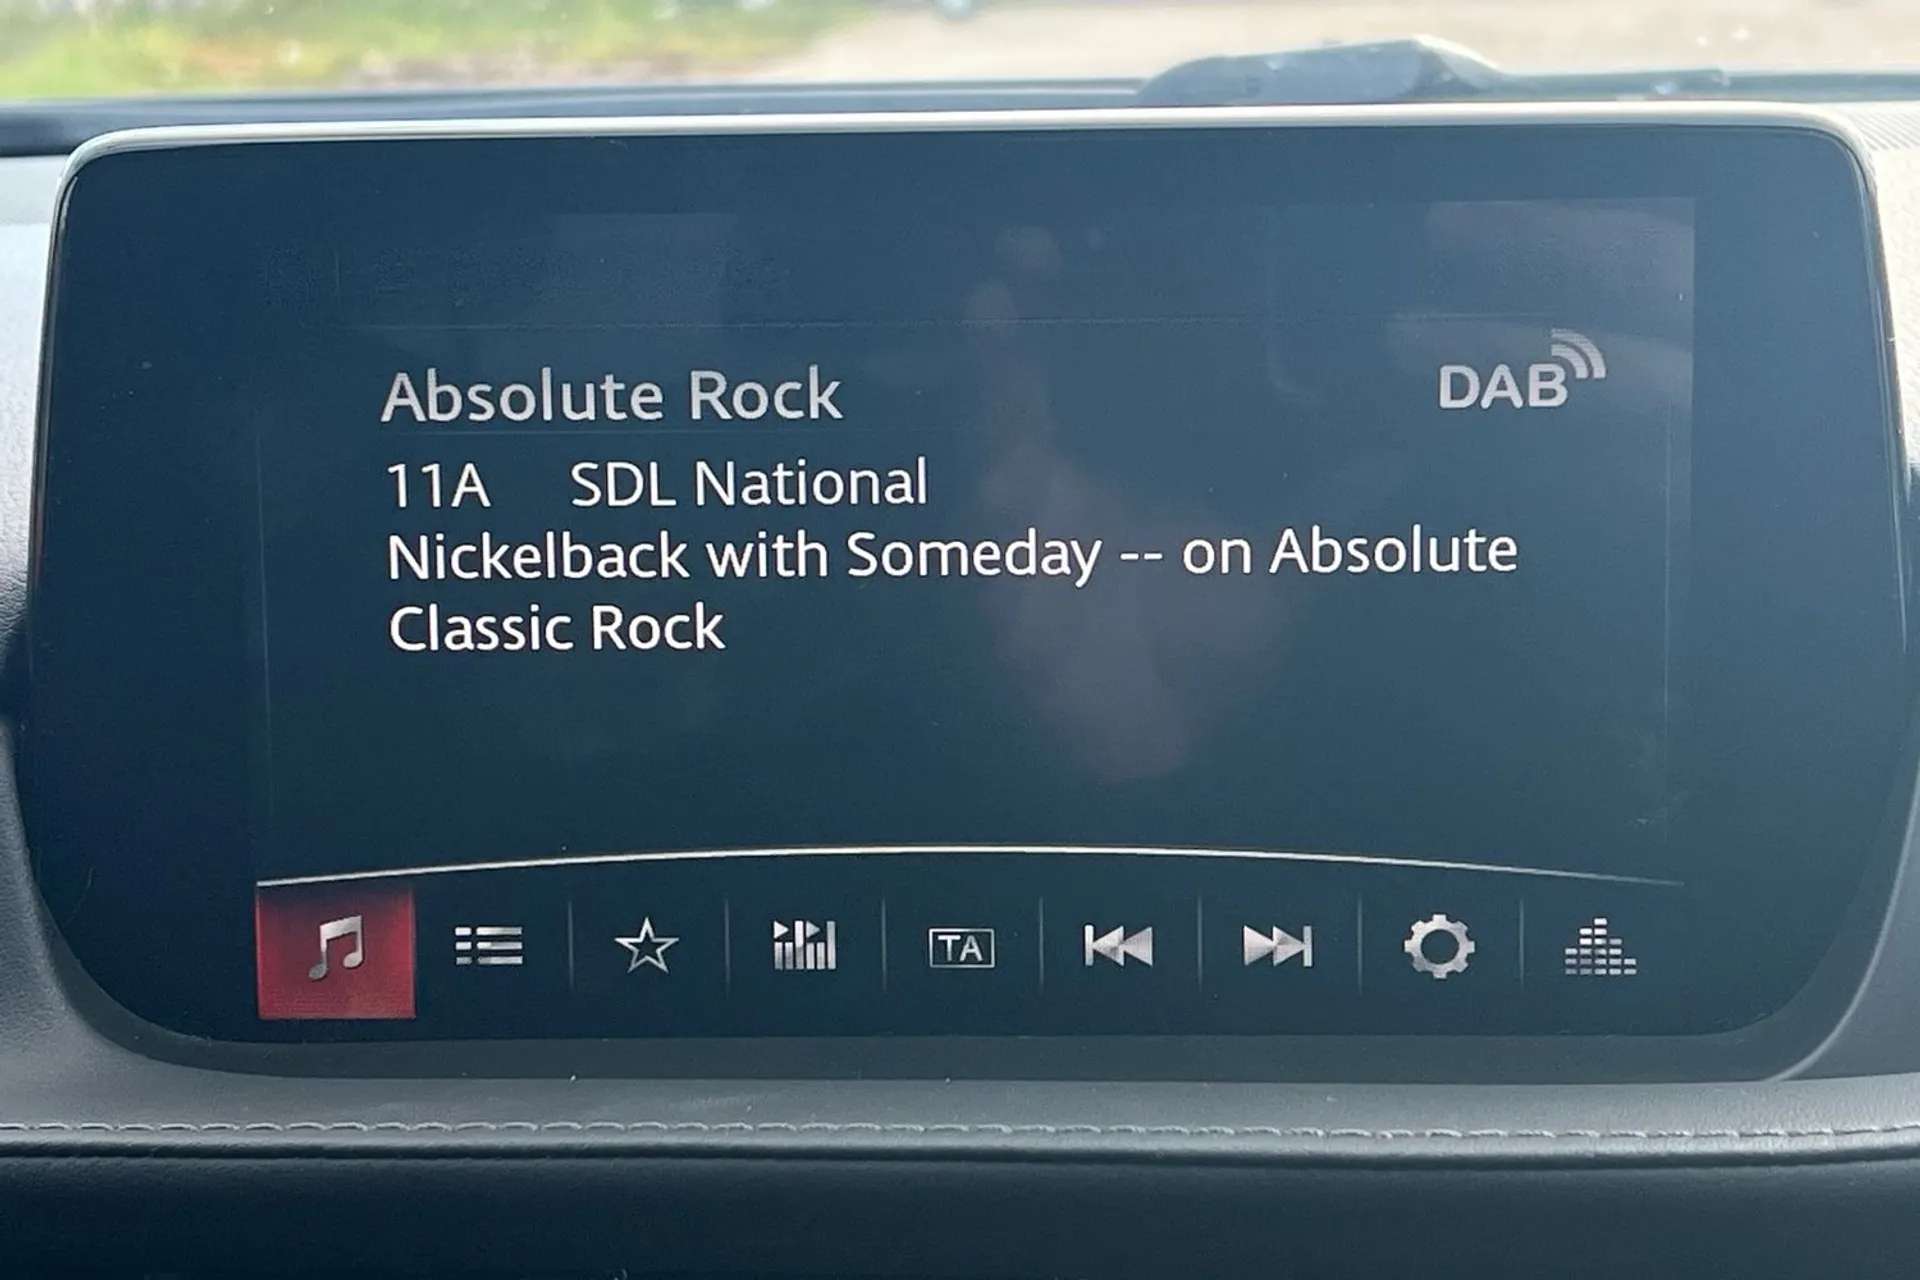 Absolute Rock
DAB
11A SDL National
Nickelback with Someday -- on Absolute
Classic Rock
TA